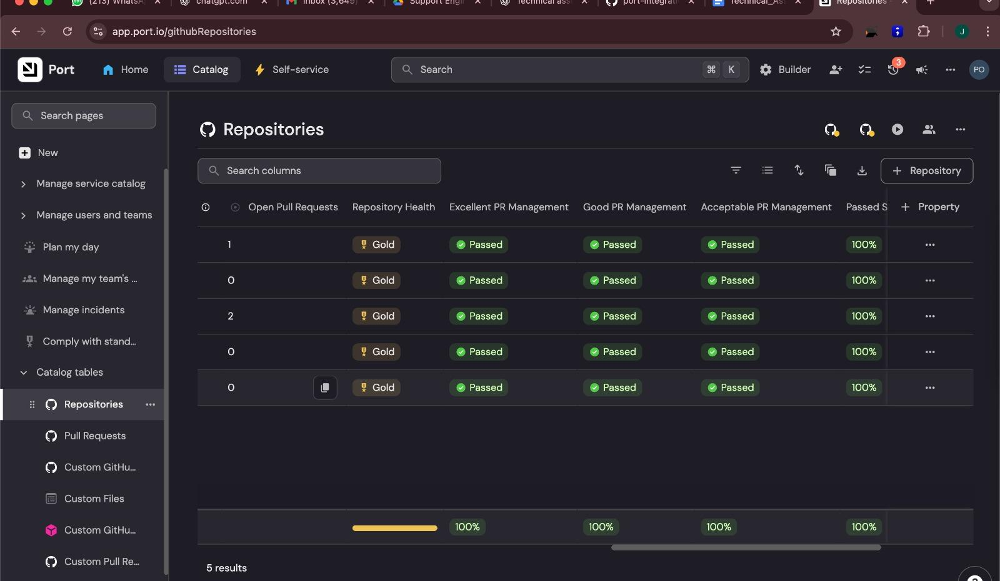 (213) WhatsA
chatgpt.com
Inbox (3,649)
Support Engi
Technical ass
port-integrati
Technical_Ass
Repositories -
app.port.io/githubRepositories
J
Port
Home
Catalog
Self-service
Search
⌘ K
Builder
3
PO
Search pages
New
Manage service catalog
Manage users and teams
Plan my day
Manage my team's ...
Manage incidents
Comply with stand...
Catalog tables
Repositories
Pull Requests
Custom GitHu...
Custom Files
Custom GitHu...
Custom Pull Re...
Repositories
Search columns
+ Repository
Open Pull Requests Repository Health Excellent PR Management Good PR Management Acceptable PR Management Passed S + Property
1 Gold Passed Passed Passed 100%
0 Gold Passed Passed Passed 100%
2 Gold Passed Passed Passed 100%
0 Gold Passed Passed Passed 100%
0 Gold Passed Passed Passed 100%
100% 100% 100% 100%
5 results